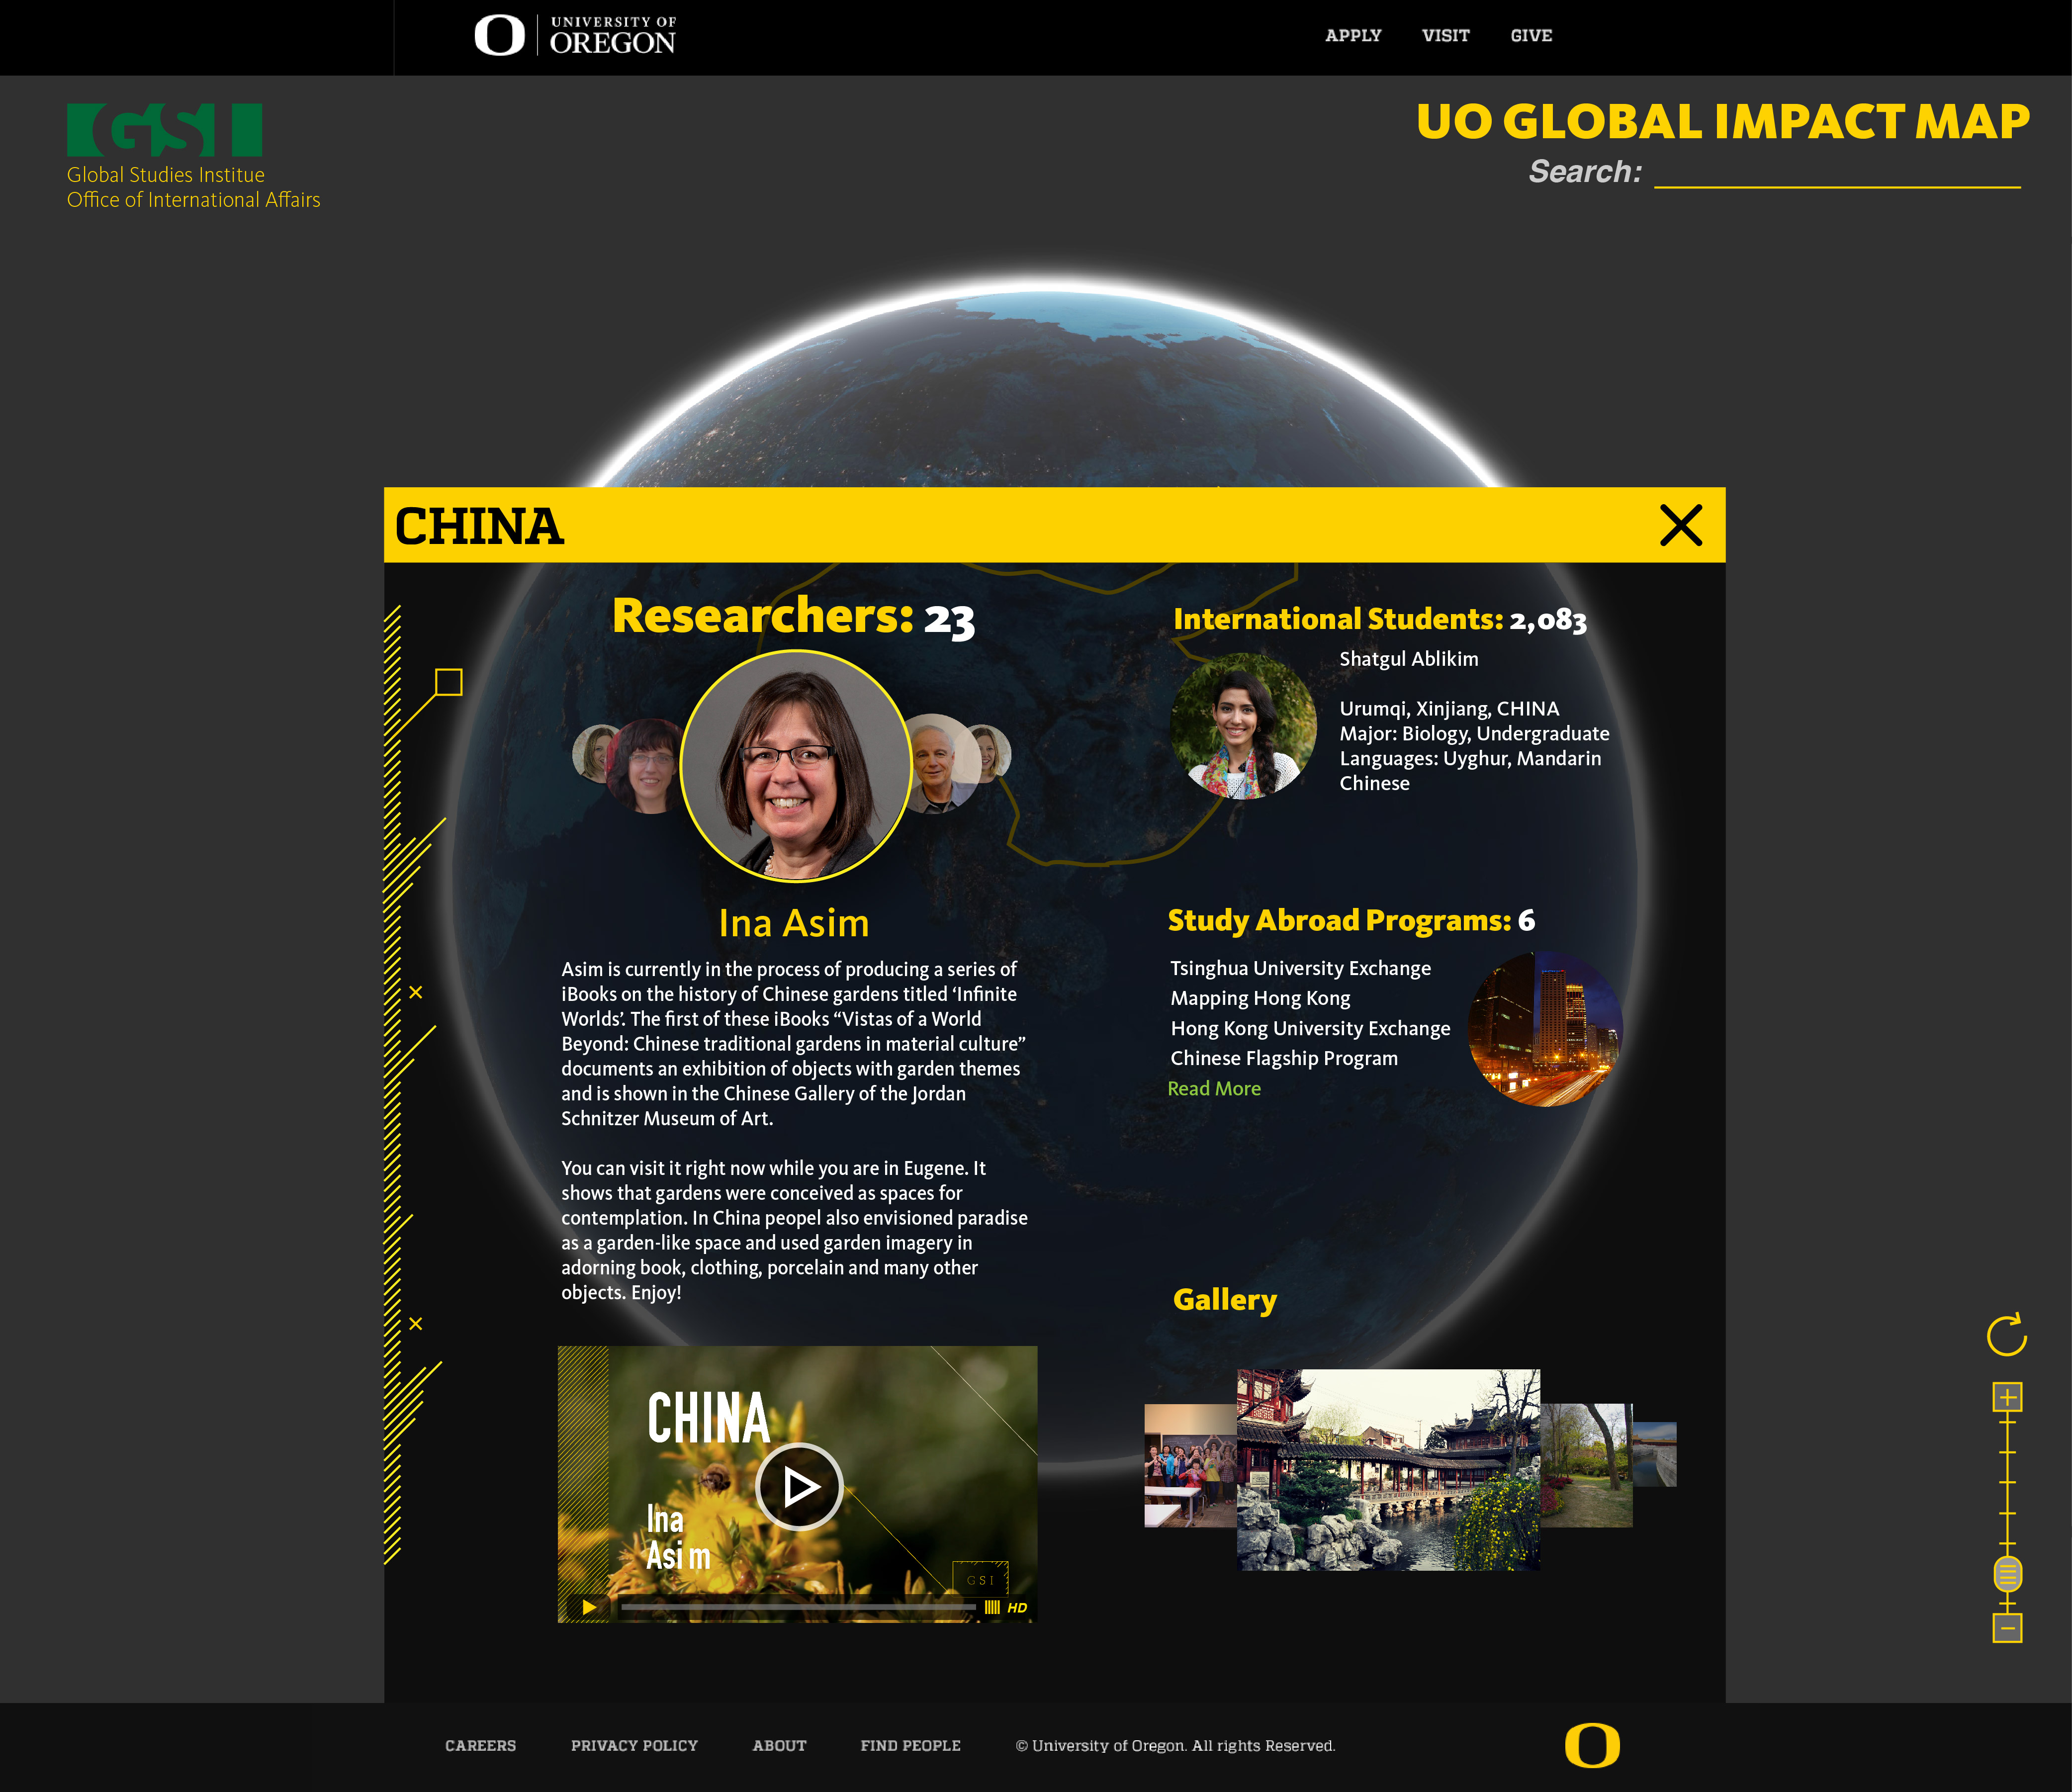 UNIVERSITY OF
OREGON
APPLY VISIT GIVE
GSI
Global Studies Institue
Office of International Affairs
UO GLOBAL IMPACT MAP
Search:
CHINA
Researchers: 23
Ina Asim
Asim is currently in the process of producing a series of
iBooks on the history of Chinese gardens titled ‘Infinite
Worlds’. The first of these iBooks “Vistas of a World
Beyond: Chinese traditional gardens in material culture”
documents an exhibition of objects with garden themes
and is shown in the Chinese Gallery of the Jordan
Schnitzer Museum of Art.
You can visit it right now while you are in Eugene. It
shows that gardens were conceived as spaces for
contemplation. In China peopel also envisioned paradise
as a garden-like space and used garden imagery in
adorning book, clothing, porcelain and many other
objects. Enjoy!
CHINA
Ina
Asim
GSI
HD
International Students: 2,083
Shatgul Ablikim
Urumqi, Xinjiang, CHINA
Major: Biology, Undergraduate
Languages: Uyghur, Mandarin
Chinese
Study Abroad Programs: 6
Tsinghua University Exchange
Mapping Hong Kong
Hong Kong University Exchange
Chinese Flagship Program
Read More
Gallery
CAREERS PRIVACY POLICY ABOUT FIND PEOPLE © University of Oregon. All rights Reserved.